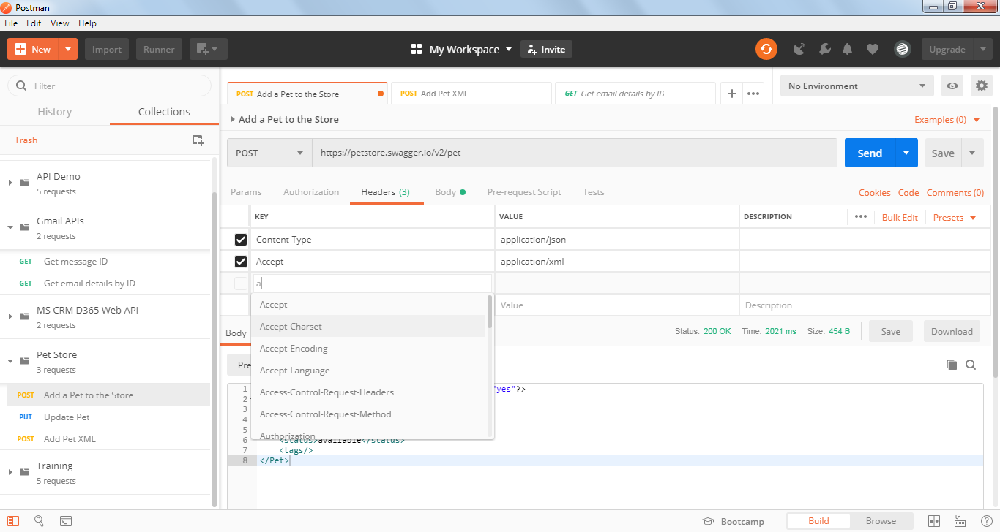 Postman
File Edit View Help
New Import Runner My Workspace Invite Upgrade
Filter
History Collections
Trash
API Demo
5 requests
Gmail APIs
2 requests
GET Get message ID
GET Get email details by ID
MS CRM D365 Web API
2 requests
Pet Store
3 requests
POST Add a Pet to the Store
PUT Update Pet
POST Add Pet XML
Training
5 requests
POST Add a Pet to the Store POST Add Pet XML GET Get email details by ID No Environment
Add a Pet to the Store Examples (0)
POST https://petstore.swagger.io/v2/pet Send Save
Params Authorization Headers (3) Body Pre-request Script Tests Cookies Code Comments (0)
KEY VALUE DESCRIPTION Bulk Edit Presets
Content-Type application/json
Accept application/xml
a
Value Description
Accept
Accept-Charset
Accept-Encoding
Accept-Language
Access-Control-Request-Headers
Access-Control-Request-Method
Authorization
Body Status: 200 OK Time: 2021 ms Size: 454 B Save Download
Pre
1 "yes"?>
2
3
4
5
6 <status>available</status>
7 <tags/>
8 </Pet>
Bootcamp Build Browse